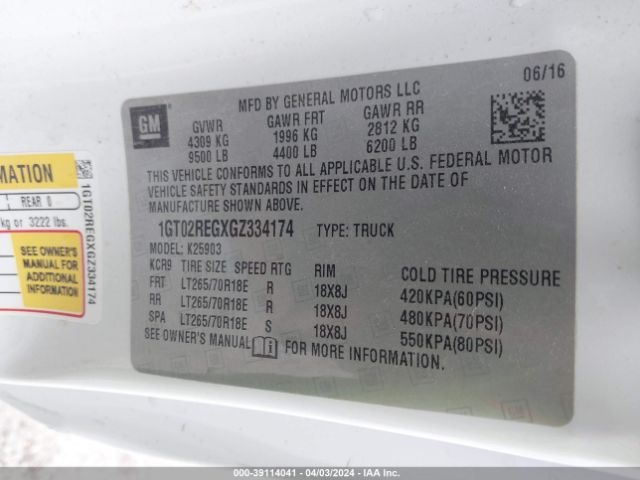 06/16
MFD BY GENERAL MOTORS LLC
GM
GVWR GAWR FRT GAWR RR
4309 KG 1996 KG 2812 KG
9500 LB 4400 LB 6200 LB
THIS VEHICLE CONFORMS TO ALL APPLICABLE U.S. FEDERAL MOTOR
VEHICLE SAFETY STANDARDS IN EFFECT ON THE DATE OF
MANUFACTURE SHOWN ABOVE.
1GT02REGXGZ334174 TYPE: TRUCK
MODEL: K25903
KCR9 TIRE SIZE SPEED RTG RIM COLD TIRE PRESSURE
FRT LT265/70R18E R 18X8J 420KPA(60PSI)
RR LT265/70R18E R 18X8J 480KPA(70PSI)
SPA LT265/70R18E S 18X8J 550KPA(80PSI)
SEE OWNER'S MANUAL i FOR MORE INFORMATION.
MATION
REAR 0
kg or 3222 lbs.
SEE OWNER'S
MANUAL FOR
ADDITIONAL
INFORMATION
1GT02REGXGZ334174
000-39114041 - 04/03/2024 - IAAI.COM